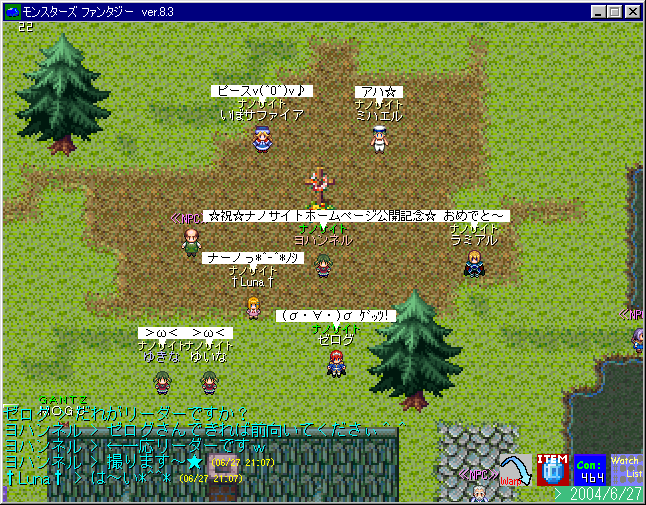 モンスターズ ファンタジー ver.8.3
22
ピースv(^0^)v♪
ナノサイト
いばサファイア
アハ☆
ナノサイト
ミハエル
≪NPC
☆祝☆ナノサイトホームページ公開記念☆ おめでと～
ナノサイト
ヨハンネル
ナノサイト
ラミアル
ナーノっ*^-^*ノﾀ
ナノサイト
†Luna†
(σ・∀・)σ ｹﾞｯﾂ!
ナノサイト
ゼログ
≪NP
＞ω＜
ナノサイト
ゆきな
＞ω＜
ナノサイト
ゆいな
GANTZ
ゼログ ＞ だれがリーダーですか？
ヨハンネル ＞ ゼログさんできれば前向いてください^^
ヨハンネル ＞ ←一応リーダーですｗ
ヨハンネル ＞ 撮ります～★ (06/27 21:07)
†Luna† ＞ は～い*^-^* (06/27 21:07)
≪NPC
Warp
ITEM
Con:
464
Watch
List
> 2004/6/27